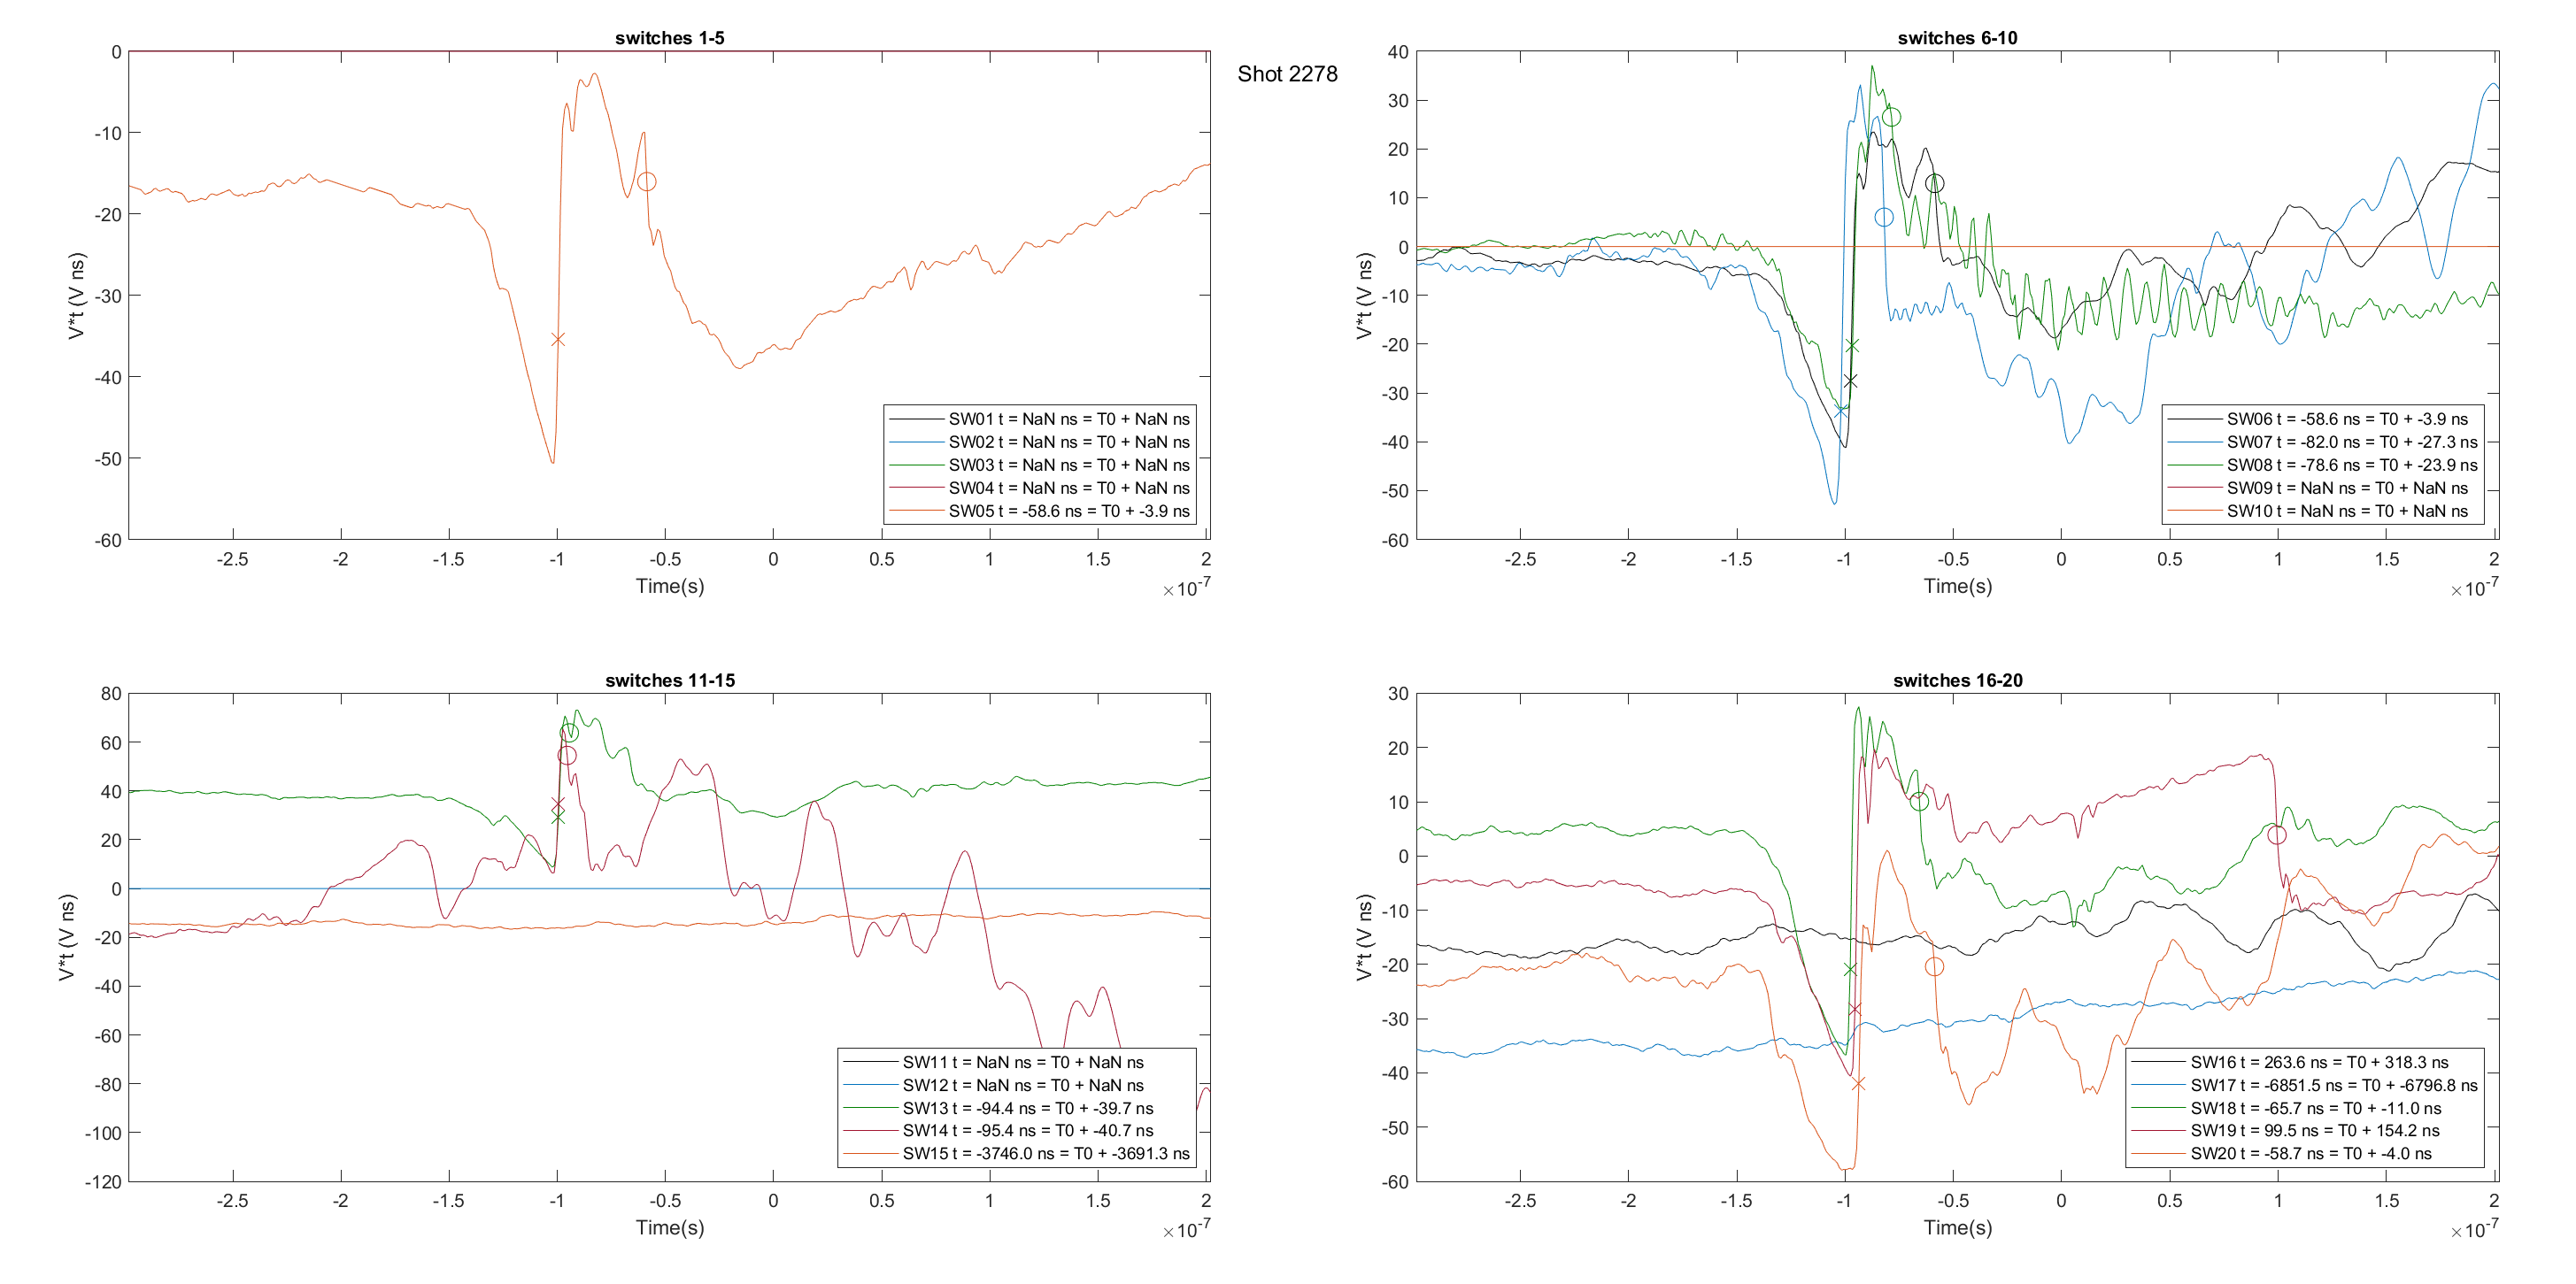 Shot 2278
switches 1-5
0
-10
-20
-30
-40
-50
-60
V*t (V ns)
-2.5 -2 -1.5 -1 -0.5 0 0.5 1 1.5 2
Time(s)
×10-7
SW01 t = NaN ns = T0 + NaN ns
SW02 t = NaN ns = T0 + NaN ns
SW03 t = NaN ns = T0 + NaN ns
SW04 t = NaN ns = T0 + NaN ns
SW05 t = -58.6 ns = T0 + -3.9 ns
switches 6-10
40
30
20
10
0
-10
-20
-30
-40
-50
-60
V*t (V ns)
-2.5 -2 -1.5 -1 -0.5 0 0.5 1 1.5 2
Time(s)
×10-7
SW06 t = -58.6 ns = T0 + -3.9 ns
SW07 t = -82.0 ns = T0 + -27.3 ns
SW08 t = -78.6 ns = T0 + -23.9 ns
SW09 t = NaN ns = T0 + NaN ns
SW10 t = NaN ns = T0 + NaN ns
switches 11-15
80
60
40
20
0
-20
-40
-60
-80
-100
-120
V*t (V ns)
-2.5 -2 -1.5 -1 -0.5 0 0.5 1 1.5 2
Time(s)
×10-7
SW11 t = NaN ns = T0 + NaN ns
SW12 t = NaN ns = T0 + NaN ns
SW13 t = -94.4 ns = T0 + -39.7 ns
SW14 t = -95.4 ns = T0 + -40.7 ns
SW15 t = -3746.0 ns = T0 + -3691.3 ns
switches 16-20
30
20
10
0
-10
-20
-30
-40
-50
-60
V*t (V ns)
-2.5 -2 -1.5 -1 -0.5 0 0.5 1 1.5 2
Time(s)
×10-7
SW16 t = 263.6 ns = T0 + 318.3 ns
SW17 t = -6851.5 ns = T0 + -6796.8 ns
SW18 t = -65.7 ns = T0 + -11.0 ns
SW19 t = 99.5 ns = T0 + 154.2 ns
SW20 t = -58.7 ns = T0 + -4.0 ns